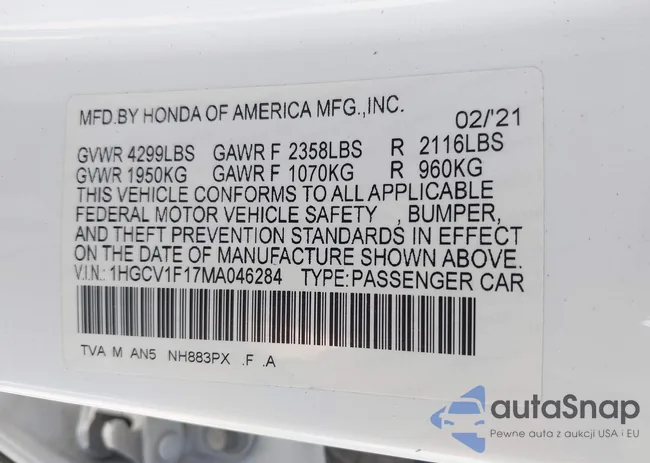 MFD.BY HONDA OF AMERICA MFG.,INC. 02/'21
GVWR 4299LBS GAWR F 2358LBS R 2116LBS
GVWR 1950KG GAWR F 1070KG R 960KG
THIS VEHICLE CONFORMS TO ALL APPLICABLE
FEDERAL MOTOR VEHICLE SAFETY , BUMPER,
AND THEFT PREVENTION STANDARDS IN EFFECT
ON THE DATE OF MANUFACTURE SHOWN ABOVE.
V.I.N.: 1HGCV1F17MA046284 TYPE:PASSENGER CAR
TVA M AN5 NH883PX .F .A
autaSnap
Pewne auta z aukcji USA i EU